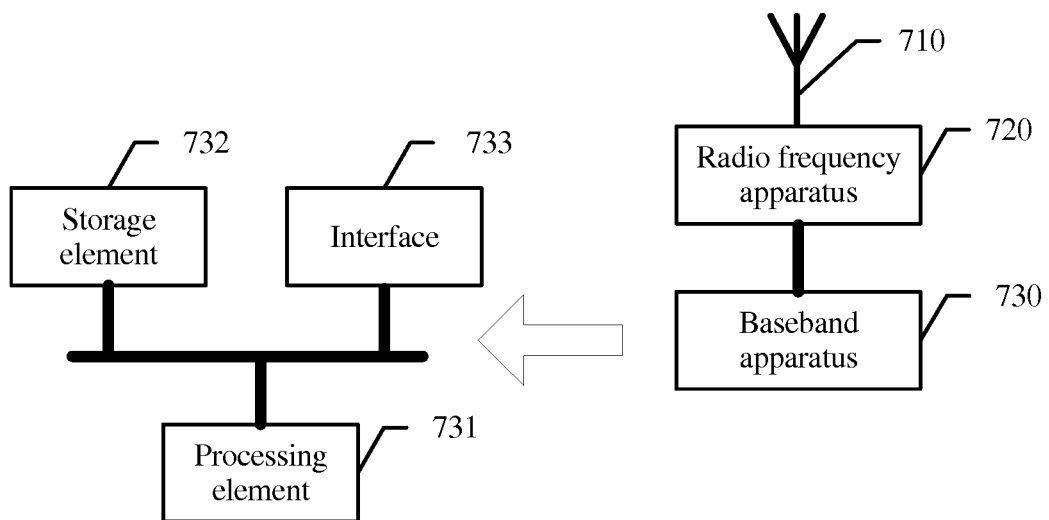 710
720
Radio frequency
apparatus
732
733
Storage
element
Interface
730
Baseband
apparatus
731
Processing
element